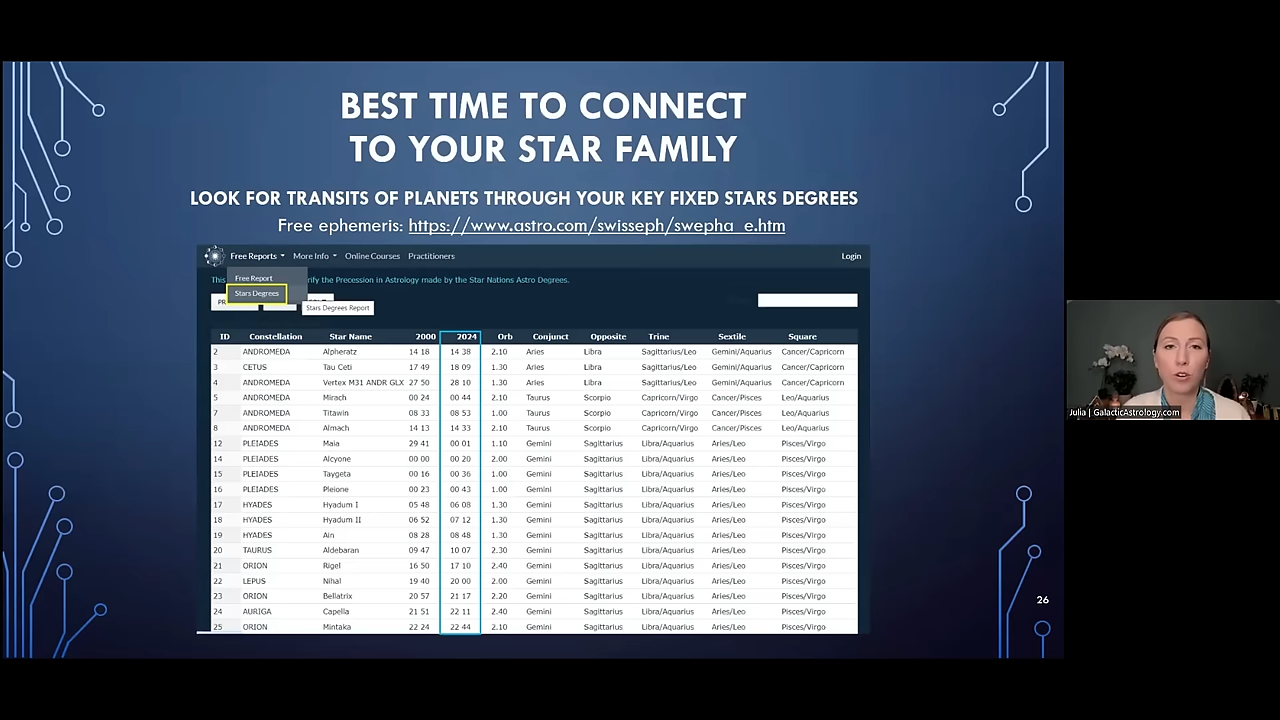 BEST TIME TO CONNECT
TO YOUR STAR FAMILY
LOOK FOR TRANSITS OF PLANETS THROUGH YOUR KEY FIXED STARS DEGREES
Free ephemeris: https://www.astro.com/swisseph/swepha_e.htm
Free Reports More Info Online Courses Practitioners Login
Free Report
This rify the Precession in Astrology made by the Star Nations Astro Degrees.
Stars Degrees
PR
Stars Degrees Report
ID Constellation Star Name 2000 2024 Orb Conjunct Opposite Trine Sextile Square
2 ANDROMEDA Alpheratz 14 18 14 38 2.10 Aries Libra Sagittarius/Leo Gemini/Aquarius Cancer/Capricorn
3 CETUS Tau Ceti 17 49 18 09 1.30 Aries Libra Sagittarius/Leo Gemini/Aquarius Cancer/Capricorn
4 ANDROMEDA Vertex M31 ANDR GLX 27 50 28 10 1.30 Aries Libra Sagittarius/Leo Gemini/Aquarius Cancer/Capricorn
5 ANDROMEDA Mirach 00 24 00 44 2.10 Taurus Scorpio Capricorn/Virgo Cancer/Pisces Leo/Aquarius
7 ANDROMEDA Titawin 08 33 08 53 1.00 Taurus Scorpio Capricorn/Virgo Cancer/Pisces Leo/Aquarius
8 ANDROMEDA Almach 14 13 14 33 2.10 Taurus Scorpio Capricorn/Virgo Cancer/Pisces Leo/Aquarius
12 PLEIADES Maia 29 41 00 01 1.10 Gemini Sagittarius Libra/Aquarius Aries/Leo Pisces/Virgo
14 PLEIADES Alcyone 00 00 00 20 2.00 Gemini Sagittarius Libra/Aquarius Aries/Leo Pisces/Virgo
15 PLEIADES Taygeta 00 16 00 36 1.00 Gemini Sagittarius Libra/Aquarius Aries/Leo Pisces/Virgo
16 PLEIADES Pleione 00 23 00 43 1.00 Gemini Sagittarius Libra/Aquarius Aries/Leo Pisces/Virgo
17 HYADES Hyadum I 05 48 06 08 1.30 Gemini Sagittarius Libra/Aquarius Aries/Leo Pisces/Virgo
18 HYADES Hyadum II 06 52 07 12 1.30 Gemini Sagittarius Libra/Aquarius Aries/Leo Pisces/Virgo
19 HYADES Ain 08 28 08 48 1.30 Gemini Sagittarius Libra/Aquarius Aries/Leo Pisces/Virgo
20 TAURUS Aldebaran 09 47 10 07 2.30 Gemini Sagittarius Libra/Aquarius Aries/Leo Pisces/Virgo
21 ORION Rigel 16 50 17 10 2.40 Gemini Sagittarius Libra/Aquarius Aries/Leo Pisces/Virgo
22 LEPUS Nihal 19 40 20 00 2.00 Gemini Sagittarius Libra/Aquarius Aries/Leo Pisces/Virgo
23 ORION Bellatrix 20 57 21 17 2.20 Gemini Sagittarius Libra/Aquarius Aries/Leo Pisces/Virgo
24 AURIGA Capella 21 51 22 11 2.40 Gemini Sagittarius Libra/Aquarius Aries/Leo Pisces/Virgo
25 ORION Mintaka 22 24 22 44 2.10 Gemini Sagittarius Libra/Aquarius Aries/Leo Pisces/Virgo
26
Julia | GalacticAstrology.com